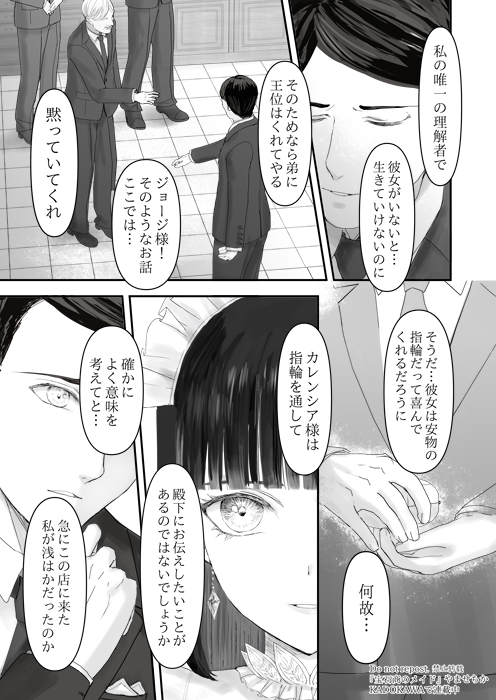 私の唯一の理解者で
彼女がいないと…
生きていけないのに
そのためなら弟に
王位はくれてやる
ジョージ様！
そのようなお話
ここでは…
黙っていてくれ
そうだ…彼女は安物の
指輪だって喜んで
くれるだろうに
何故…
カレンシア様は
指輪を通して
殿下にお伝えしたいことが
あるのではないでしょうか
確かに
よく意味を
考えてと…
急にこの店に来た
私が浅はかだったのか
Do not repost. 禁止转载
のメイド』やませちか
KADOKAWAで連載中